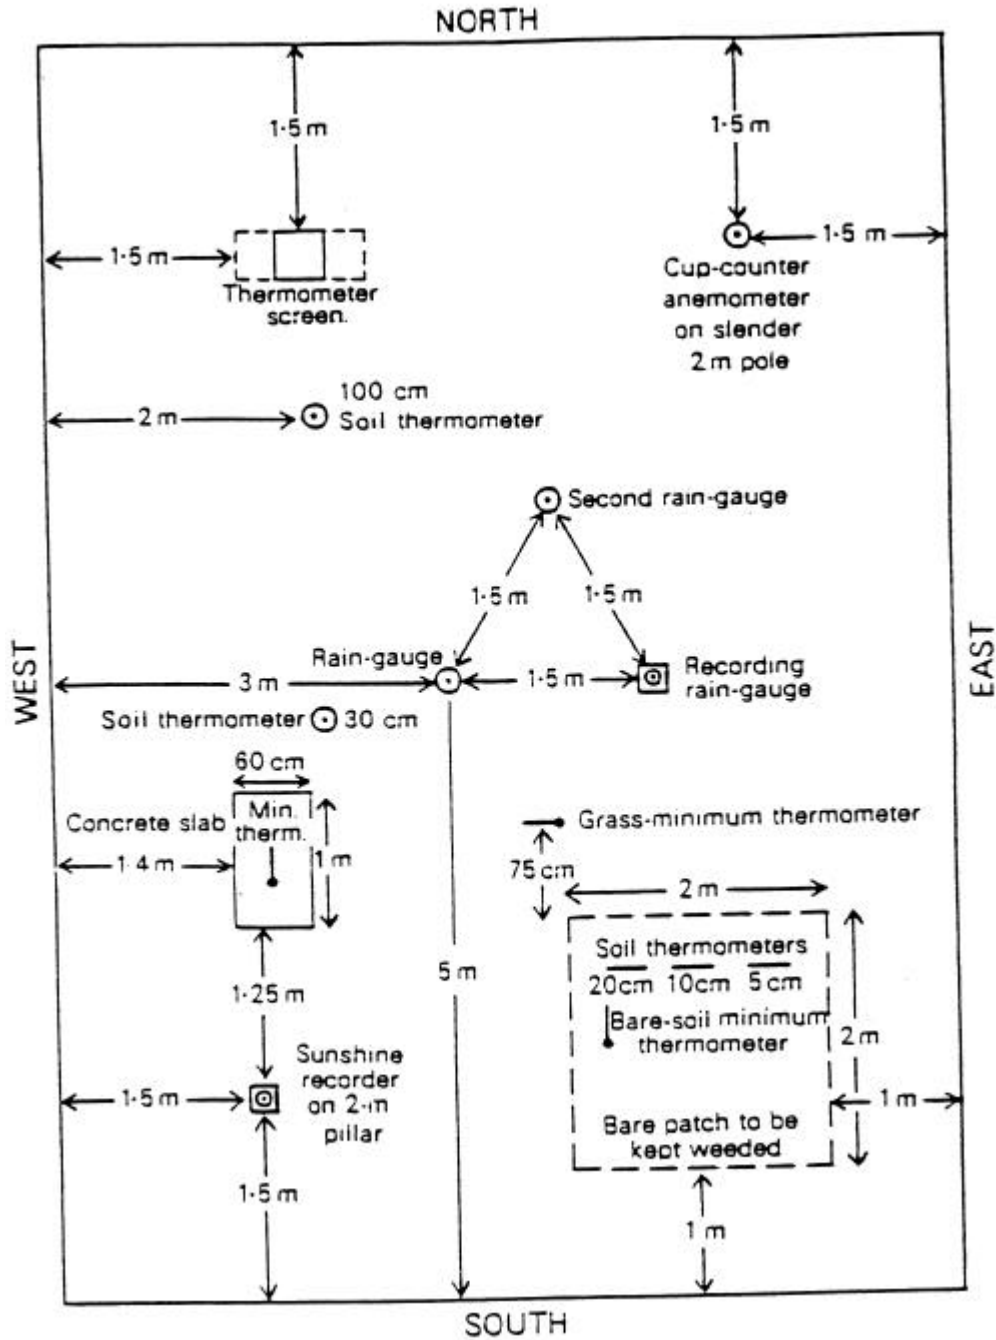 NORTH
1·5 m
1·5 m
1·5 m
1·5 m
Thermometer
screen.
Cup-counter
anemometer
on slender
2 m pole
100 cm
2 m
Soil thermometer
Second rain-gauge
1·5 m
1·5 m
WEST
EAST
Rain-gauge
3 m
1·5 m
Recording
rain-gauge
Soil thermometer
30 cm
60 cm
Concrete slab
Min.
therm.
1 m
1·4 m
Grass-minimum thermometer
75 cm
2 m
Soil thermometers
20cm 10cm 5cm
Bare-soil minimum
thermometer
2 m
5 m
1·25 m
Sunshine
recorder
on 2-m
pillar
1·5 m
1 m
Bare patch to be
kept weeded
1·5 m
1 m
SOUTH